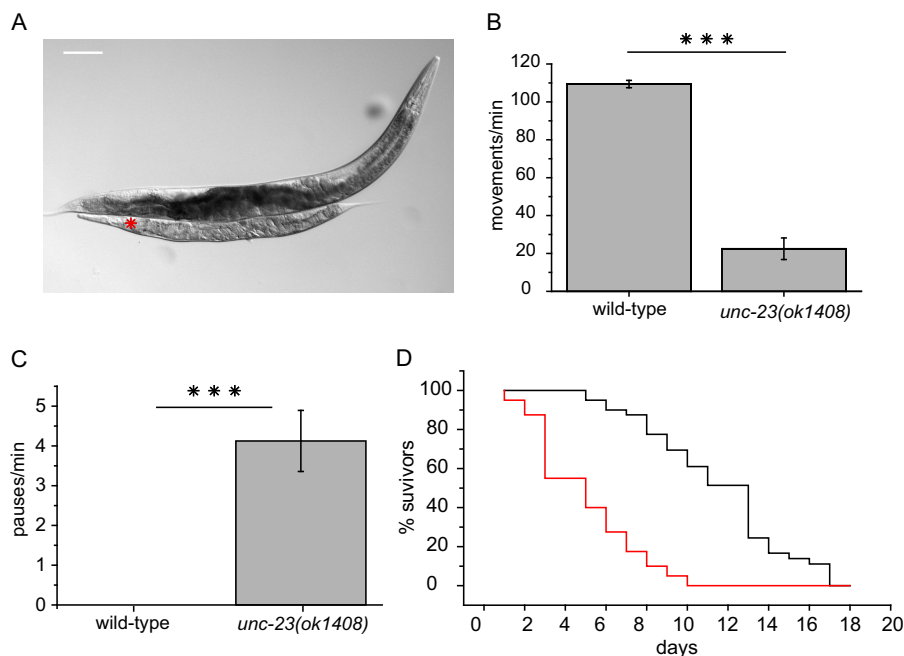 A
B
* * *
120
100
80
60
40
20
0
movements/min
wild-type
unc-23(ok1408)
C
* * *
5
4
3
2
1
0
pauses/min
wild-type
unc-23(ok1408)
D
100
80
60
40
20
0
% suvivors
0 2 4 6 8 10 12 14 16 18 20
days